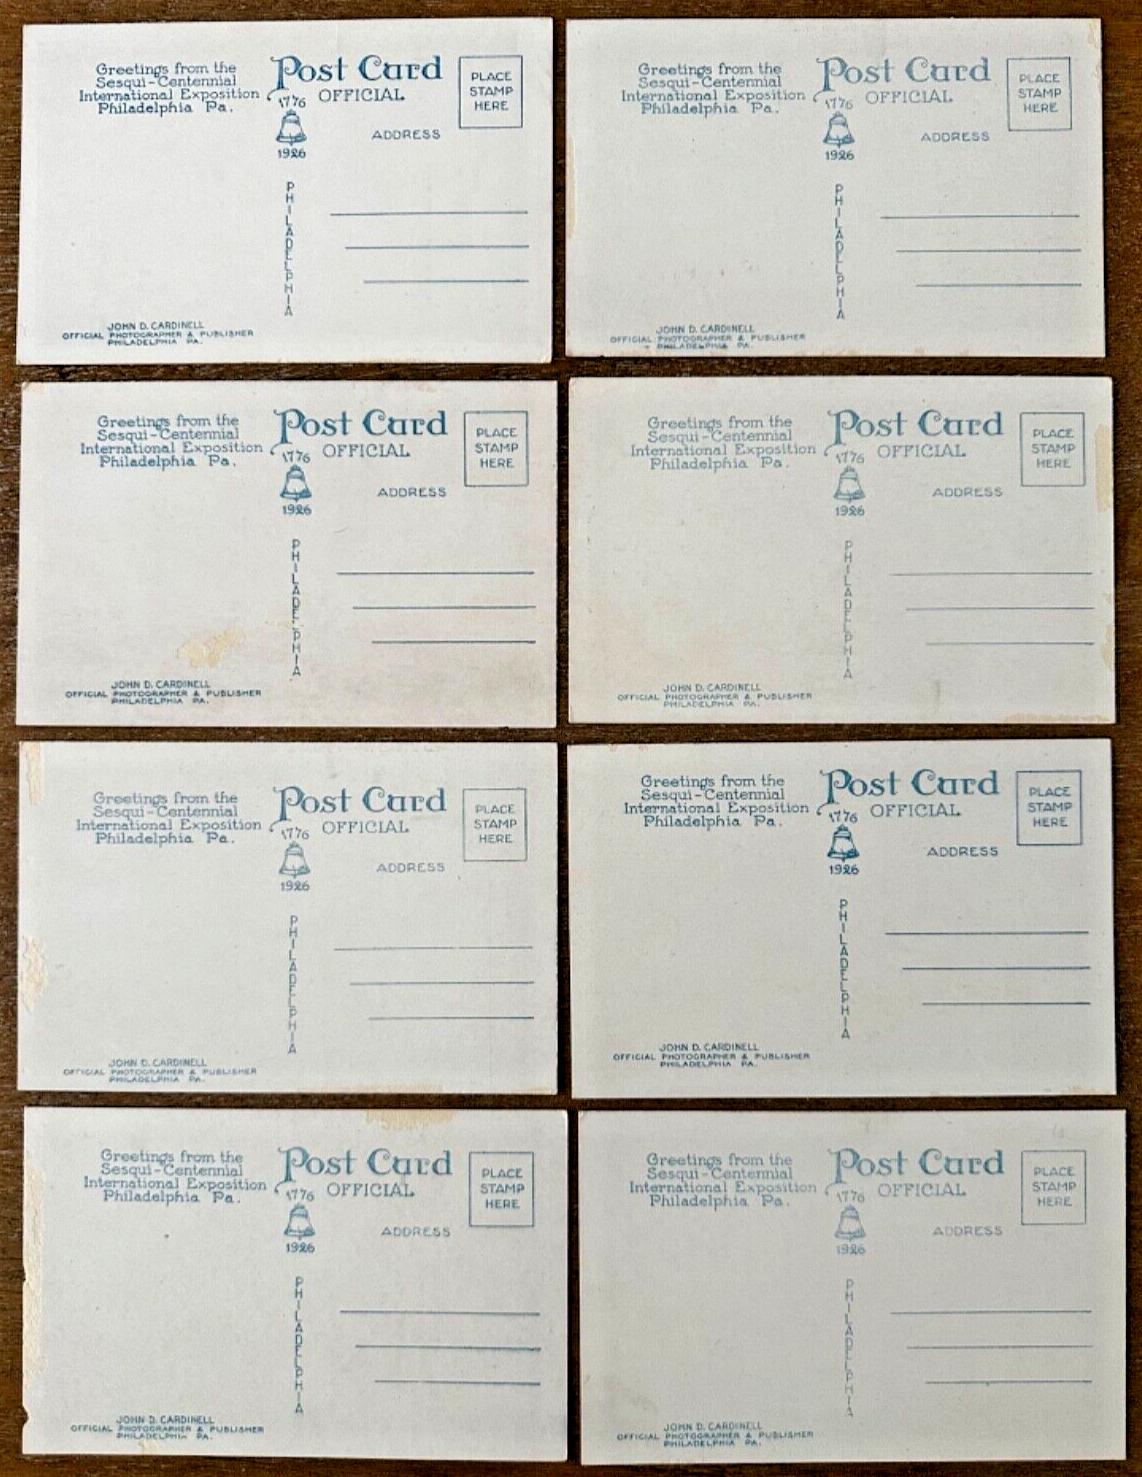 Greetings from the
Sesqui-Centennial
International Exposition
Philadelphia Pa.
Post Card
OFFICIAL
1776
1926
ADDRESS
PLACE
STAMP
HERE
PHILADELPHIA
JOHN D. CARDINELL
OFFICIAL PHOTOGRAPHER & PUBLISHER
PHILADELPHIA PA.
Greetings from the
Sesqui-Centennial
International Exposition
Philadelphia Pa.
Post Card
OFFICIAL
1776
1926
ADDRESS
PLACE
STAMP
HERE
PHILADELPHIA
JOHN D. CARDINELL
OFFICIAL PHOTOGRAPHER & PUBLISHER
PHILADELPHIA PA.
Greetings from the
Sesqui-Centennial
International Exposition
Philadelphia Pa.
Post Card
OFFICIAL
1776
1926
ADDRESS
PLACE
STAMP
HERE
PHILADELPHIA
JOHN D. CARDINELL
OFFICIAL PHOTOGRAPHER & PUBLISHER
PHILADELPHIA PA.
Greetings from the
Sesqui-Centennial
International Exposition
Philadelphia Pa.
Post Card
OFFICIAL
1776
1926
ADDRESS
PLACE
STAMP
HERE
PHILADELPHIA
JOHN D. CARDINELL
OFFICIAL PHOTOGRAPHER & PUBLISHER
PHILADELPHIA PA.
Greetings from the
Sesqui-Centennial
International Exposition
Philadelphia Pa.
Post Card
OFFICIAL
1776
1926
ADDRESS
PLACE
STAMP
HERE
PHILADELPHIA
JOHN D. CARDINELL
OFFICIAL PHOTOGRAPHER & PUBLISHER
PHILADELPHIA PA.
Greetings from the
Sesqui-Centennial
International Exposition
Philadelphia Pa.
Post Card
OFFICIAL
1776
1926
ADDRESS
PLACE
STAMP
HERE
PHILADELPHIA
JOHN D. CARDINELL
OFFICIAL PHOTOGRAPHER & PUBLISHER
PHILADELPHIA PA.
Greetings from the
Sesqui-Centennial
International Exposition
Philadelphia Pa.
Post Card
OFFICIAL
1776
1926
ADDRESS
PLACE
STAMP
HERE
PHILADELPHIA
JOHN D. CARDINELL
OFFICIAL PHOTOGRAPHER & PUBLISHER
PHILADELPHIA PA.
Greetings from the
Sesqui-Centennial
International Exposition
Philadelphia Pa.
Post Card
OFFICIAL
1776
1926
ADDRESS
PLACE
STAMP
HERE
PHILADELPHIA
JOHN D. CARDINELL
OFFICIAL PHOTOGRAPHER & PUBLISHER
PHILADELPHIA PA.